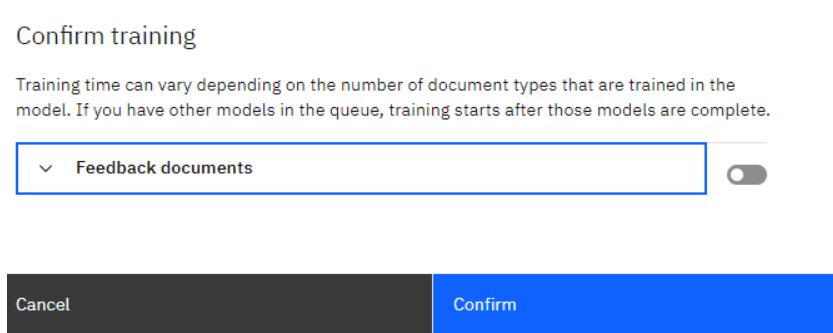 Confirm training
Training time can vary depending on the number of document types that are trained in the
model. If you have other models in the queue, training starts after those models are complete.
Feedback documents
Cancel
Confirm